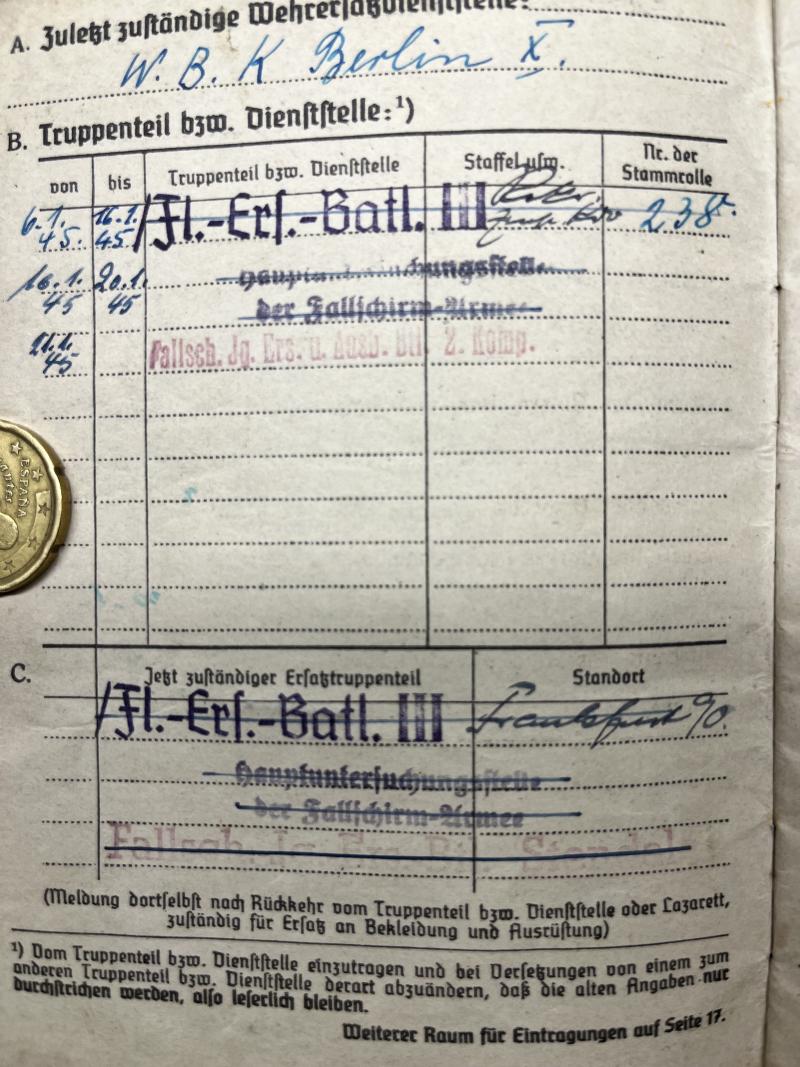 A. Zuletzt zuständige Wehrersatzdienststelle:
W. B. K Berlin X.
B. Truppenteil bzw. Dienststelle:¹)
von bis Truppenteil bzw. Dienststelle Staffel usw. Nr. der Stammrolle
6.1. 45. 16.1. 45 Fl.-Ers.-Batl. III 238
16.1. 45 20.1. 45 Hauptuntersuchungsstelle
der Fallschirm-Armee
21.1. 45 Fallsch. Jg. Ers. u. Ausb. Btl. 2. Komp.
C. Jetzt zuständiger Ersatztruppenteil Standort
Fl.-Ers.-Batl. III Frankfurt /O.
Hauptuntersuchungsstelle
der Fallschirm-Armee
Fallsch. Jg. Ers. Btl. Stendal
(Meldung dortselbst nach Rückkehr vom Truppenteil bzw. Dienststelle oder Lazarett,
zuständig für Ersatz an Bekleidung und Ausrüstung)
¹) Vom Truppenteil bzw. Dienststelle einzutragen und bei Versetzungen von einem zum
anderen Truppenteil bzw. Dienststelle derart abzuändern, daß die alten Angaben nur
durchstrichen werden, also leserlich bleiben.
Weiterer Raum für Eintragungen auf Seite 17.
ESPAÑA